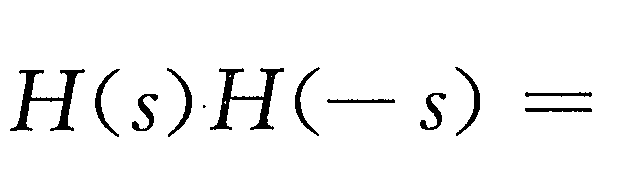 H(s)·H(− s) =